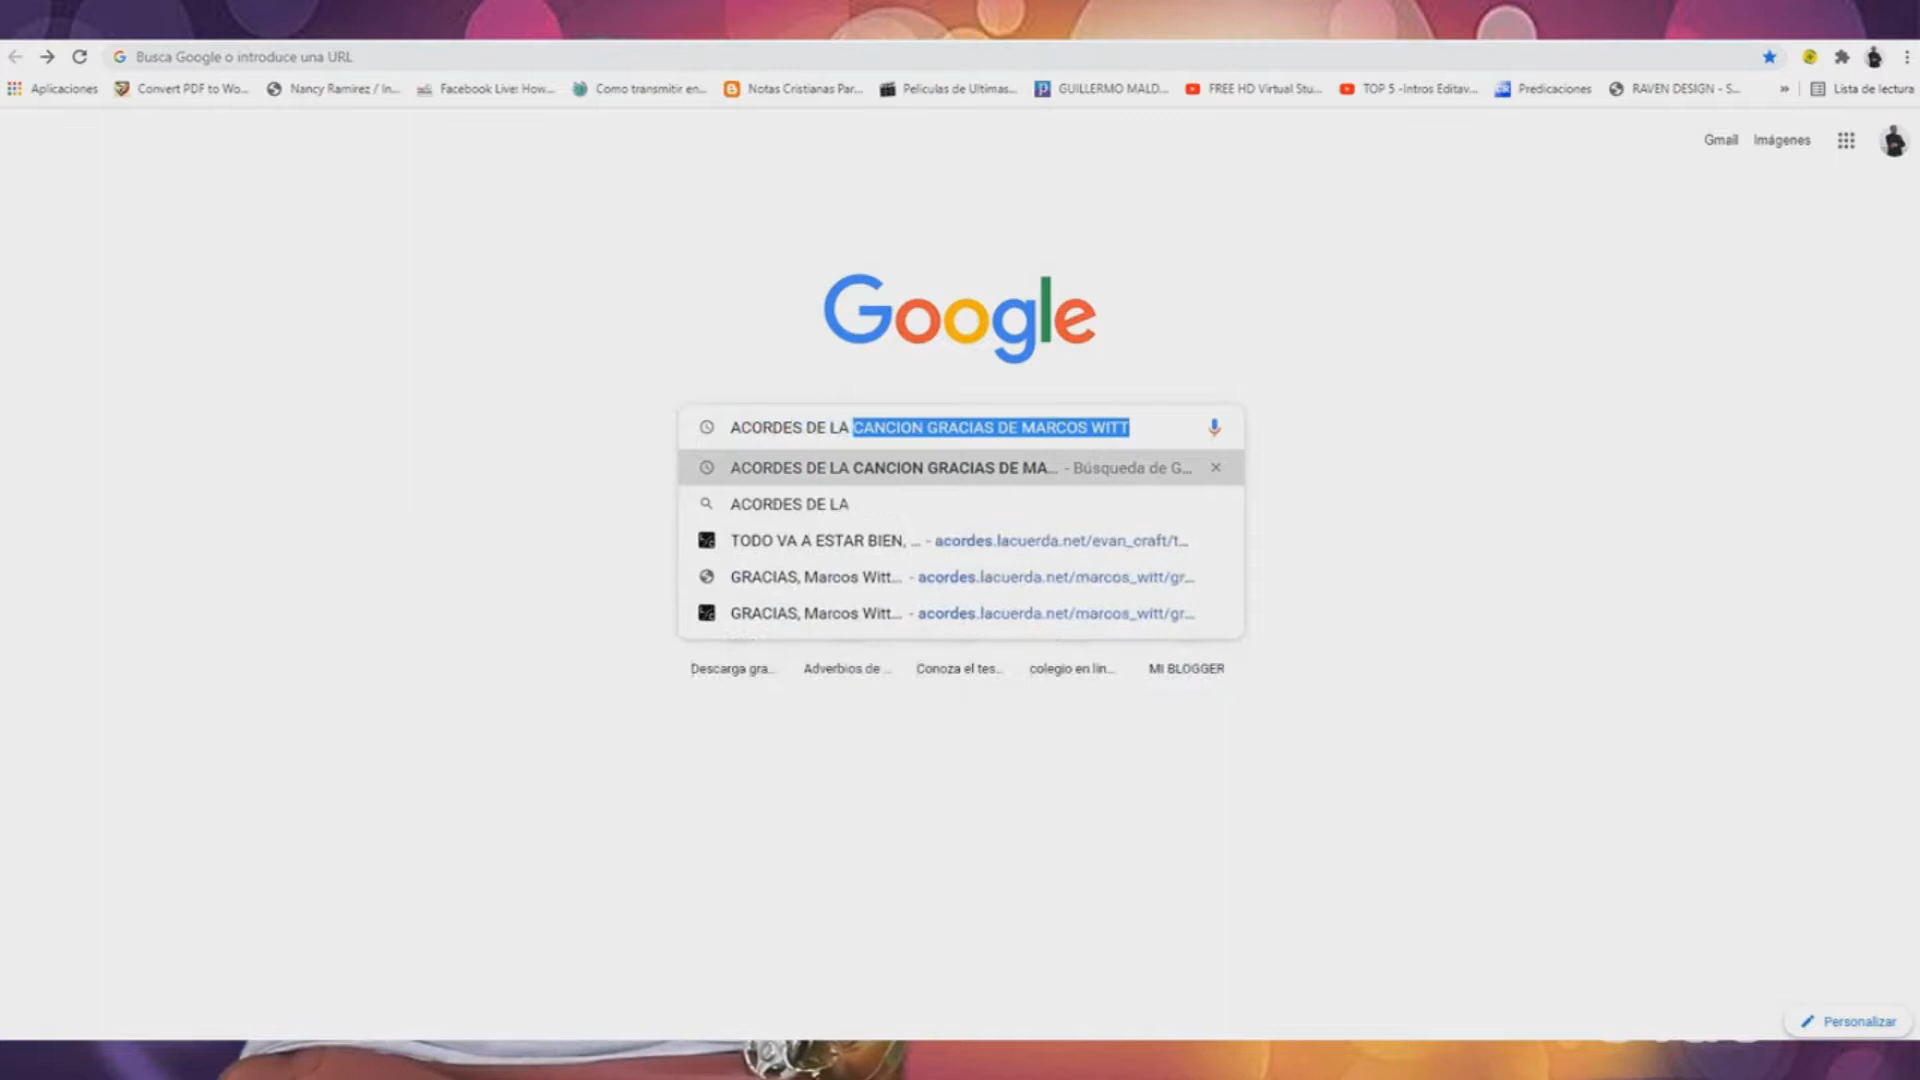 Busca Google o introduce una URL
Aplicaciones Convert PDF to Wo... Nancy Ramirez / In... Facebook Live: How... Como transmitir en... Notas Cristianas Par... Peliculas de Ultimas... GUILLERMO MALD... FREE HD Virtual Stu... TOP 5 -Intros Editav... Predicaciones RAVEN DESIGN - S... » Lista de lectura
Gmail Imágenes
Google
ACORDES DE LA CANCION GRACIAS DE MARCOS WITT
ACORDES DE LA CANCION GRACIAS DE MA... - Búsqueda de G...
ACORDES DE LA
TODO VA A ESTAR BIEN, ... - acordes.lacuerda.net/evan_craft/t...
GRACIAS, Marcos Witt... - acordes.lacuerda.net/marcos_witt/gr...
GRACIAS, Marcos Witt... - acordes.lacuerda.net/marcos_witt/gr...
Descarga gra... Adverbios de ... Conoza el tes... colegio en lin... MI BLOGGER
Personalizar